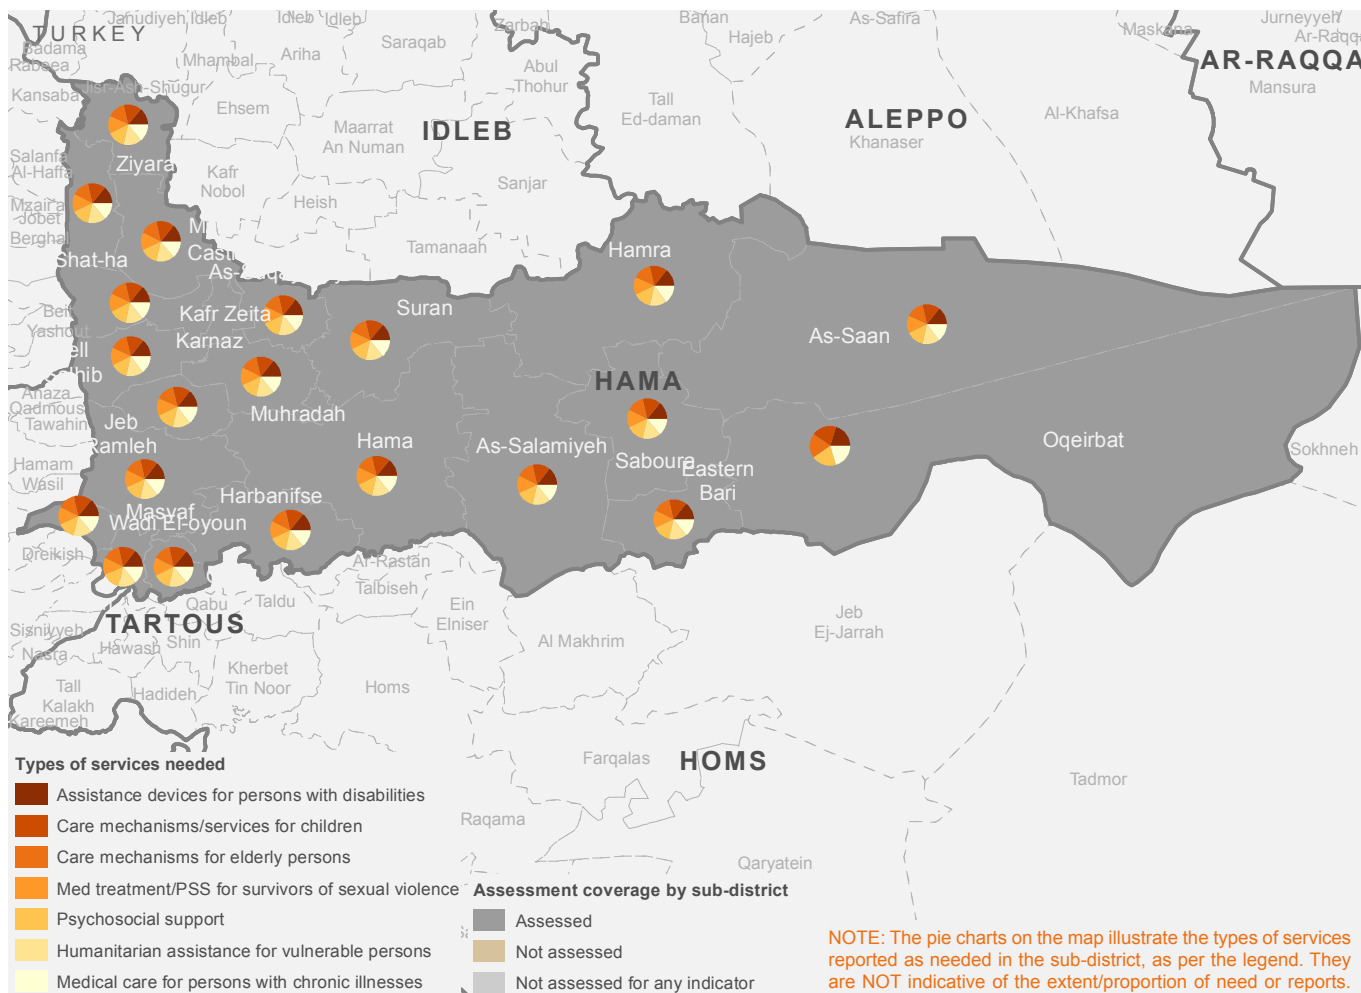 TURKEY
Janudiyeh
Idleb
Idleb
Idleb
Zarbah
Banan
As-Safira
Maskana
Jurneyyeh
Ar-Raqq
Badama
Rabeea
Mhambal
Ariha
Saraqab
Hajeb
AR-RAQQA
Mansura
Kansaba
Jisr-Ash-Shugur
Ehsem
Abul
Thohur
Tall
Ed-daman
Al-Khafsa
Maarrat
An Numan
IDLEB
ALEPPO
Khanaser
Salanfa
Al-Haffa
Ziyara
Kafr
Nobol
Sanjar
Heish
Mzair'a
Jobet
Berghal
Tamanaah
Shat-ha
Hamra
Kafr Zeita
Suran
Yashout
Karnaz
As-Saan
HAMA
Anaza
Qadmous
Tawahin
Jeb
Ramleh
Muhradah
Hama
As-Salamiyeh
Saboura
Eastern
Bari
Oqeirbat
Sokhneh
Hamam
Wasil
Harbanifse
Masyaf
Wadi El-oyoun
Dreikish
Ar-Rastan
Talbiseh
Qabu
Taldu
Ein
Elniser
Jeb
Ej-Jarrah
TARTOUS
Sisniyyeh
Nasra
Hawash
Shin
Al Makhrim
Kherbet
Tin Noor
Tall
Kalakh
Hadideh
Homs
Kareemeh
Farqalas
HOMS
Tadmor
Raqama
Qaryatein
Types of services needed
Assistance devices for persons with disabilities
Care mechanisms/services for children
Care mechanisms for elderly persons
Med treatment/PSS for survivors of sexual violence
Psychosocial support
Humanitarian assistance for vulnerable persons
Medical care for persons with chronic illnesses
Assessment coverage by sub-district
Assessed
Not assessed
Not assessed for any indicator
NOTE: The pie charts on the map illustrate the types of services
reported as needed in the sub-district, as per the legend. They
are NOT indicative of the extent/proportion of need or reports.